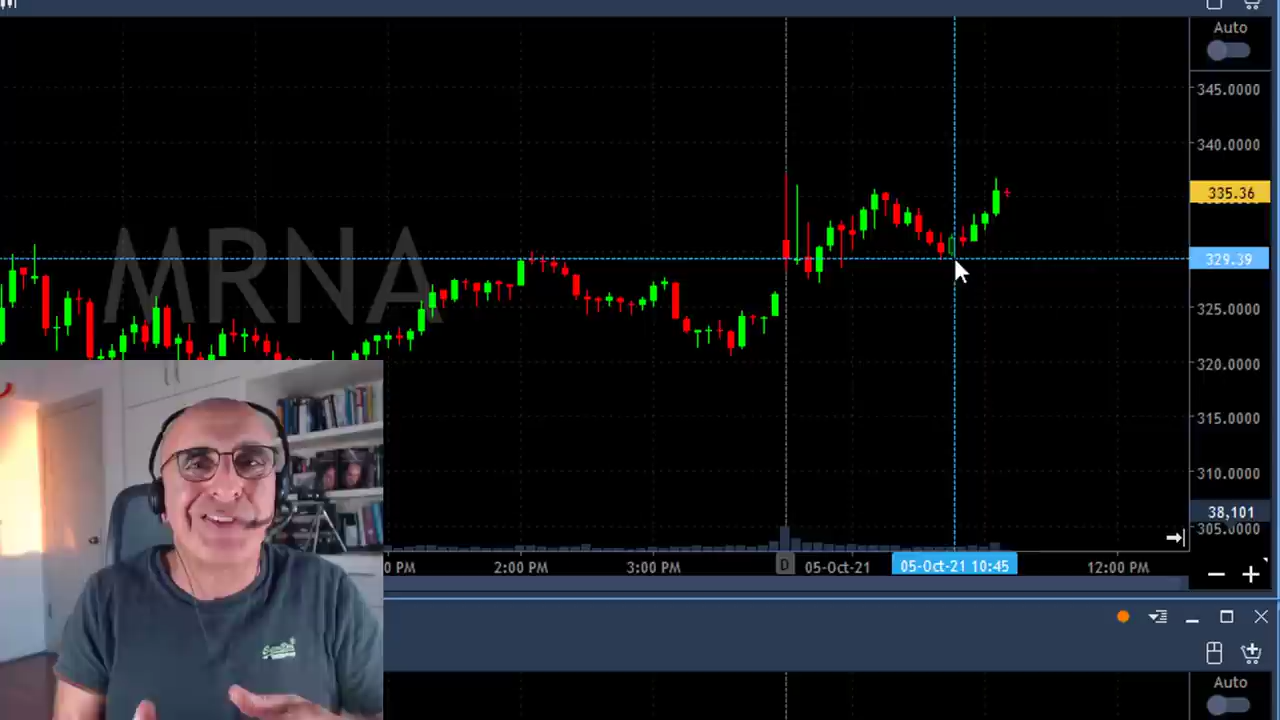 Auto
345.0000
340.0000
335.36
MRNA
329.39
325.0000
320.0000
315.0000
310.0000
38,101
305.0000
0 PM
2:00 PM
3:00 PM
D
05-Oct-21
05-Oct-21 10:45
12:00 PM
Auto